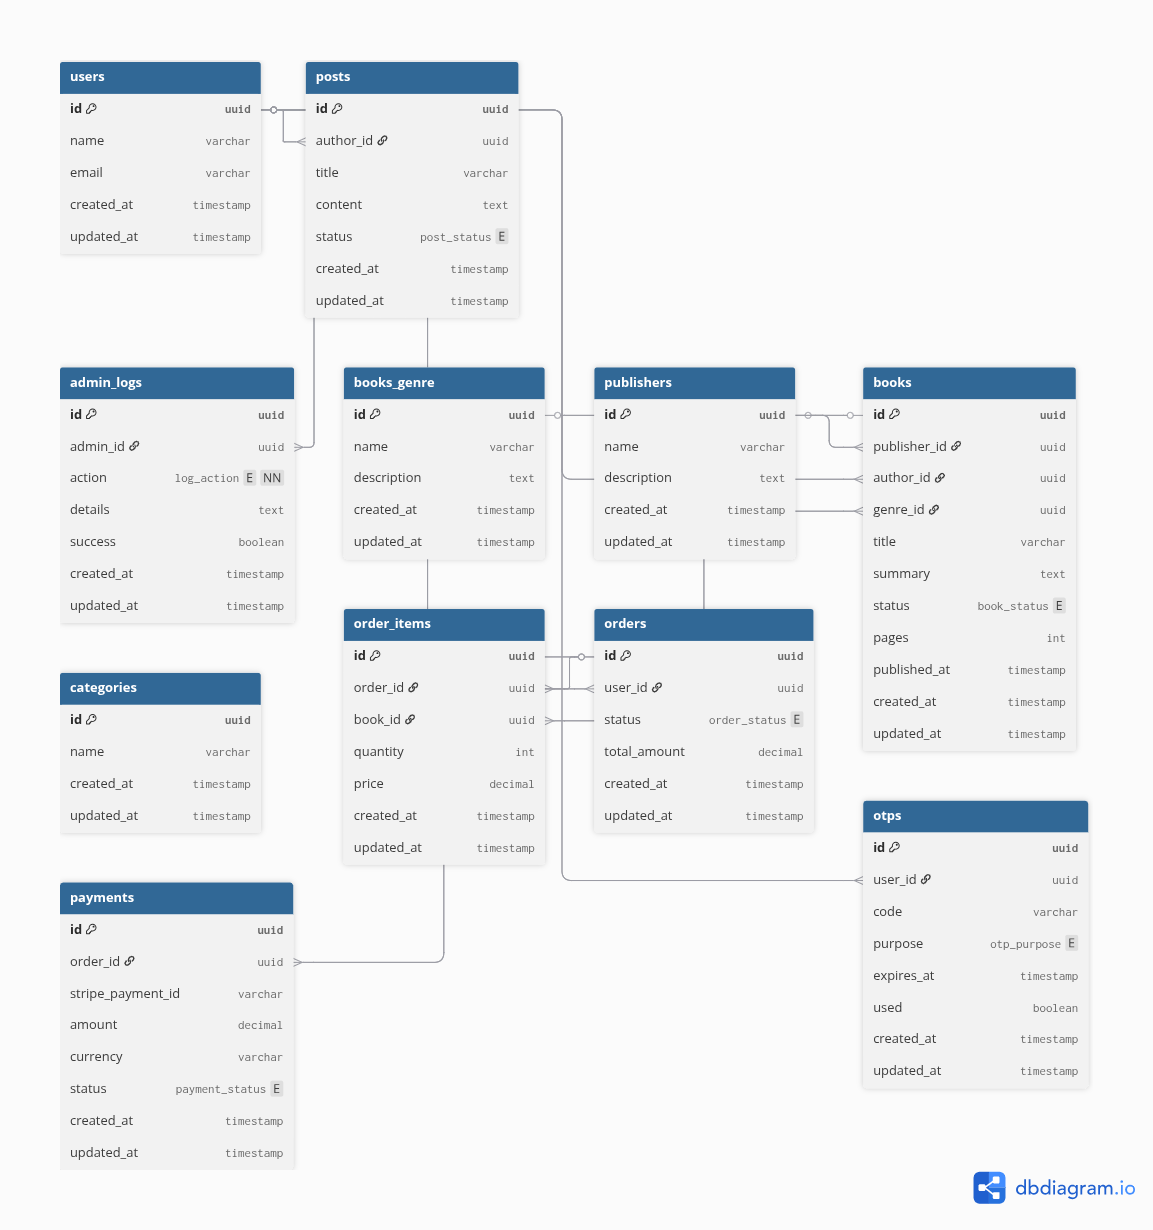 users
id uuid
name varchar
email varchar
created_at timestamp
updated_at timestamp
posts
id uuid
author_id uuid
title varchar
content text
status post_status E
created_at timestamp
updated_at timestamp
admin_logs
id uuid
admin_id uuid
action log_action E NN
details text
success boolean
created_at timestamp
updated_at timestamp
books_genre
id uuid
name varchar
description text
created_at timestamp
updated_at timestamp
publishers
id uuid
name varchar
description text
created_at timestamp
updated_at timestamp
books
id uuid
publisher_id uuid
author_id uuid
genre_id uuid
title varchar
summary text
status book_status E
pages int
published_at timestamp
created_at timestamp
updated_at timestamp
order_items
id uuid
order_id uuid
book_id uuid
quantity int
price decimal
created_at timestamp
updated_at timestamp
orders
id uuid
user_id uuid
status order_status E
total_amount decimal
created_at timestamp
updated_at timestamp
categories
id uuid
name varchar
created_at timestamp
updated_at timestamp
otps
id uuid
user_id uuid
code varchar
purpose otp_purpose E
expires_at timestamp
used boolean
created_at timestamp
updated_at timestamp
payments
id uuid
order_id uuid
stripe_payment_id varchar
amount decimal
currency varchar
status payment_status E
created_at timestamp
updated_at timestamp
dbdiagram.io